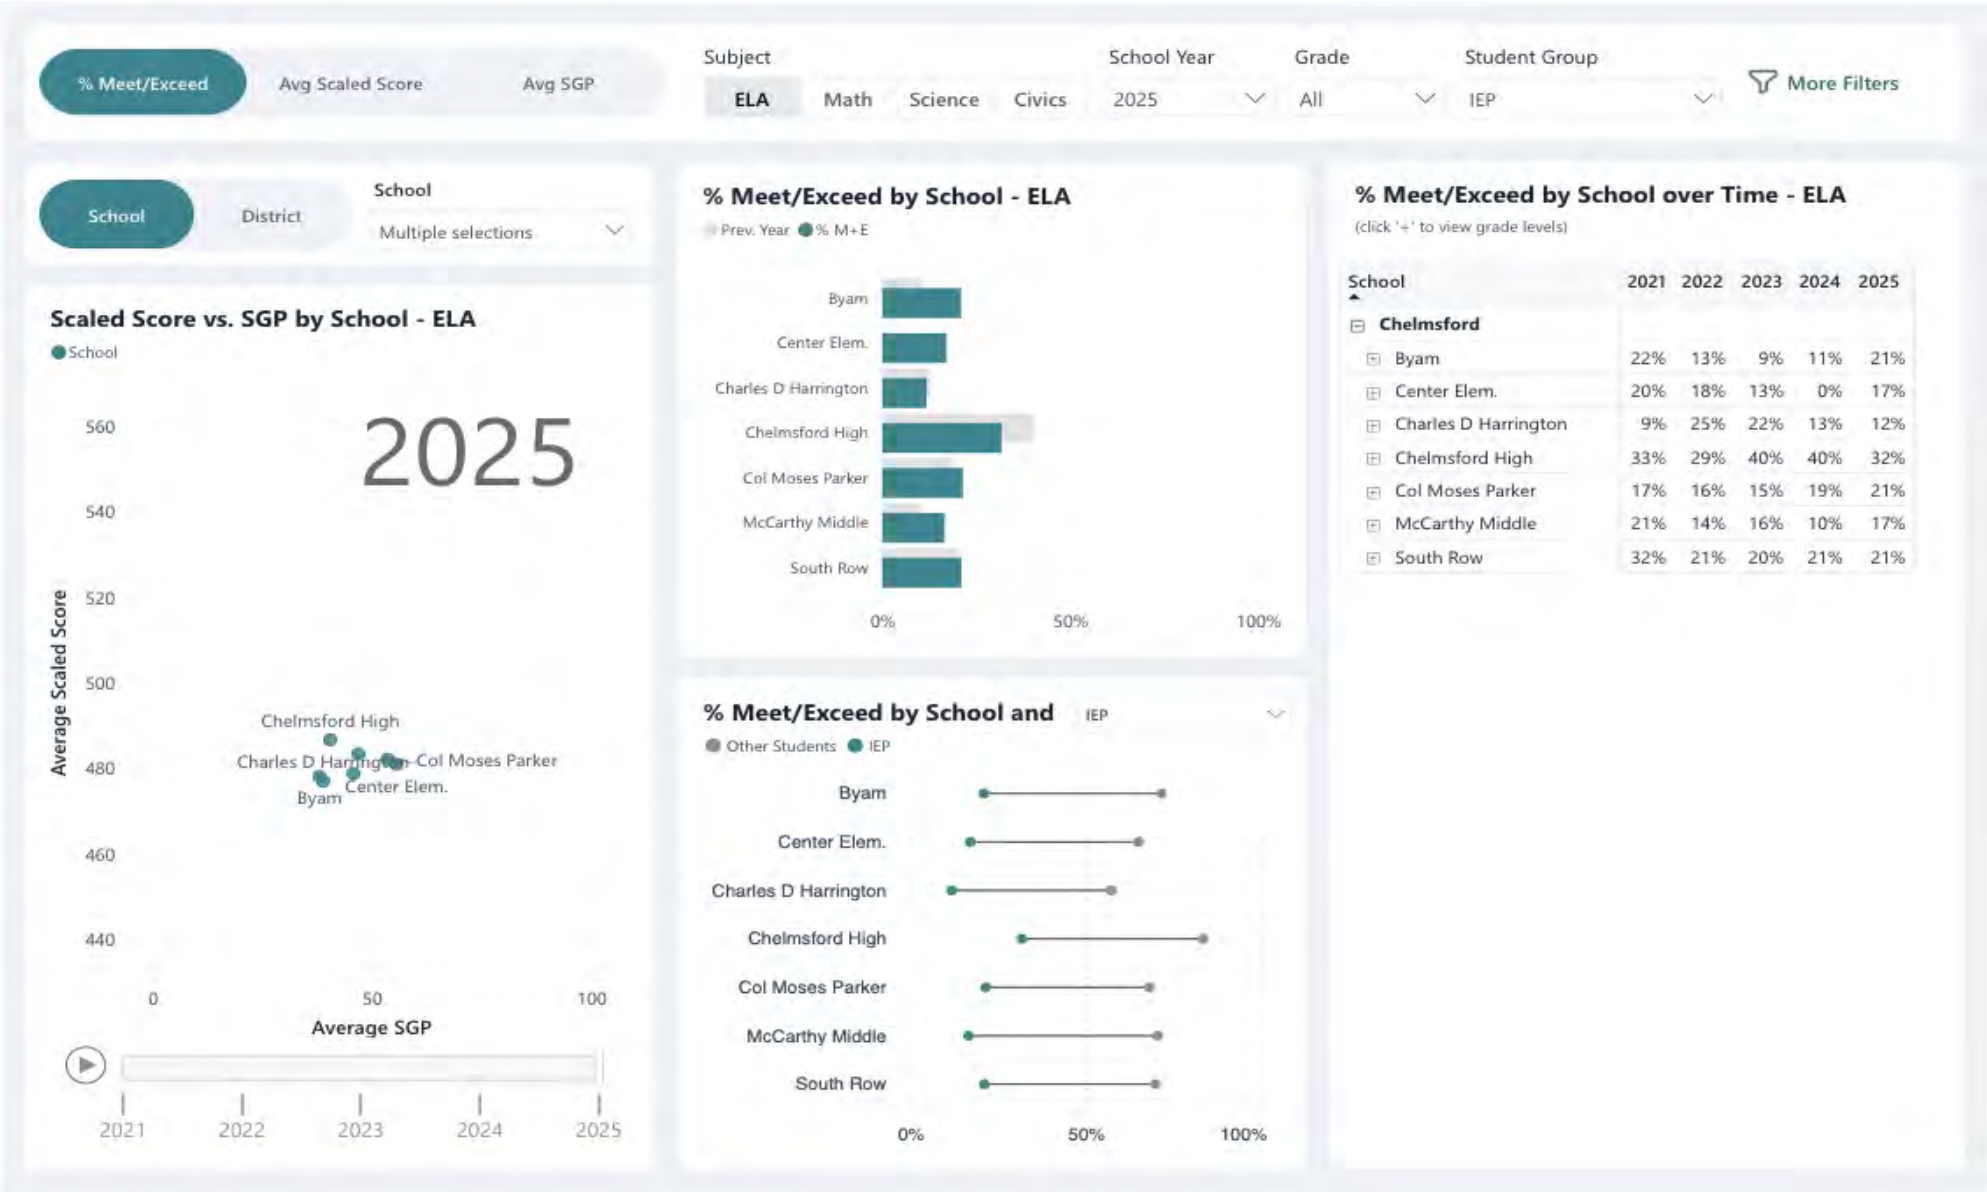 % Meet/Exceed Avg Scaled Score Avg SGP
Subject
ELA Math Science Civics
School Year
2025
Grade
All
Student Group
IEP
More Filters
School District
School
Multiple selections
Scaled Score vs. SGP by School - ELA
School
2025
560
540
520
500
480
460
440
Average Scaled Score
Chelmsford High
Charles D Harrington
Col Moses Parker
Center Elem.
Byam
0 50 100
Average SGP
2021 2022 2023 2024 2025
% Meet/Exceed by School - ELA
Prev. Year % M+E
Byam
Center Elem.
Charles D Harrington
Chelmsford High
Col Moses Parker
McCarthy Middle
South Row
0% 50% 100%
% Meet/Exceed by School and IEP
Other Students IEP
Byam
Center Elem.
Charles D Harrington
Chelmsford High
Col Moses Parker
McCarthy Middle
South Row
0% 50% 100%
% Meet/Exceed by School over Time - ELA
(click '+' to view grade levels)
School 2021 2022 2023 2024 2025
Chelmsford
Byam 22% 13% 9% 11% 21%
Center Elem. 20% 18% 13% 0% 17%
Charles D Harrington 9% 25% 22% 13% 12%
Chelmsford High 33% 29% 40% 40% 32%
Col Moses Parker 17% 16% 15% 19% 21%
McCarthy Middle 21% 14% 16% 10% 17%
South Row 32% 21% 20% 21% 21%